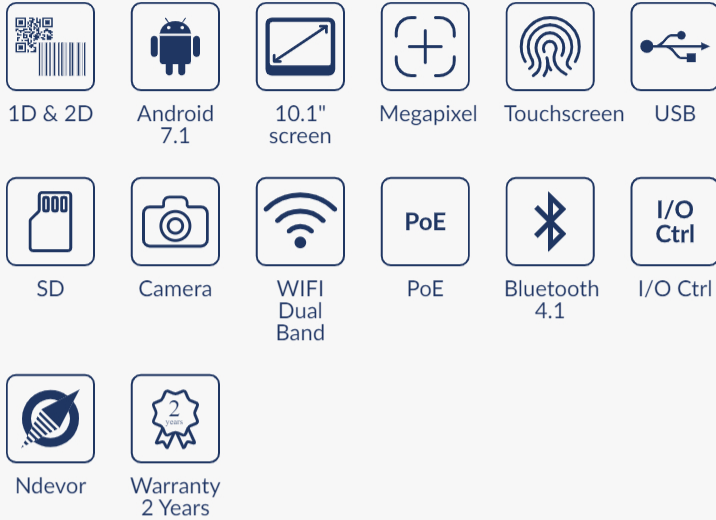 1D & 2D
Android
7.1
10.1"
screen
Megapixel
Touchscreen
USB
SD
Camera
WIFI
Dual
Band
PoE
PoE
Bluetooth
4.1
I/O
Ctrl
I/O Ctrl
Ndevor
2
years
Warranty
2 Years